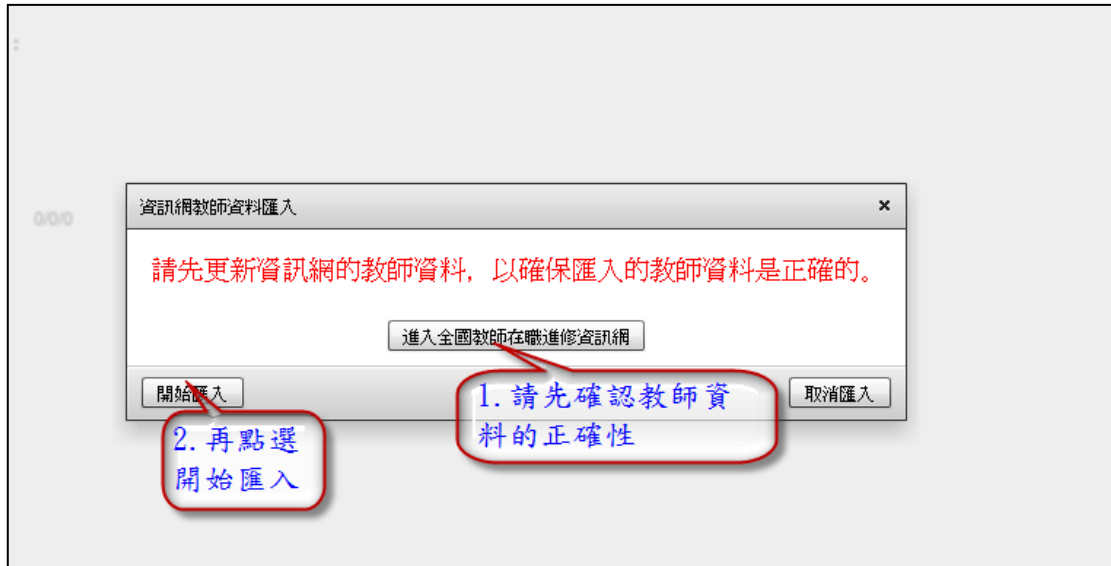 :
0/0/0
資訊網教師資料匯入 ×
請先更新資訊網的教師資料，以確保匯入的教師資料是正確的。
進入全國教師在職進修資訊網
開始匯入
取消匯入
1.請先確認教師資
料的正確性
2.再點選
開始匯入